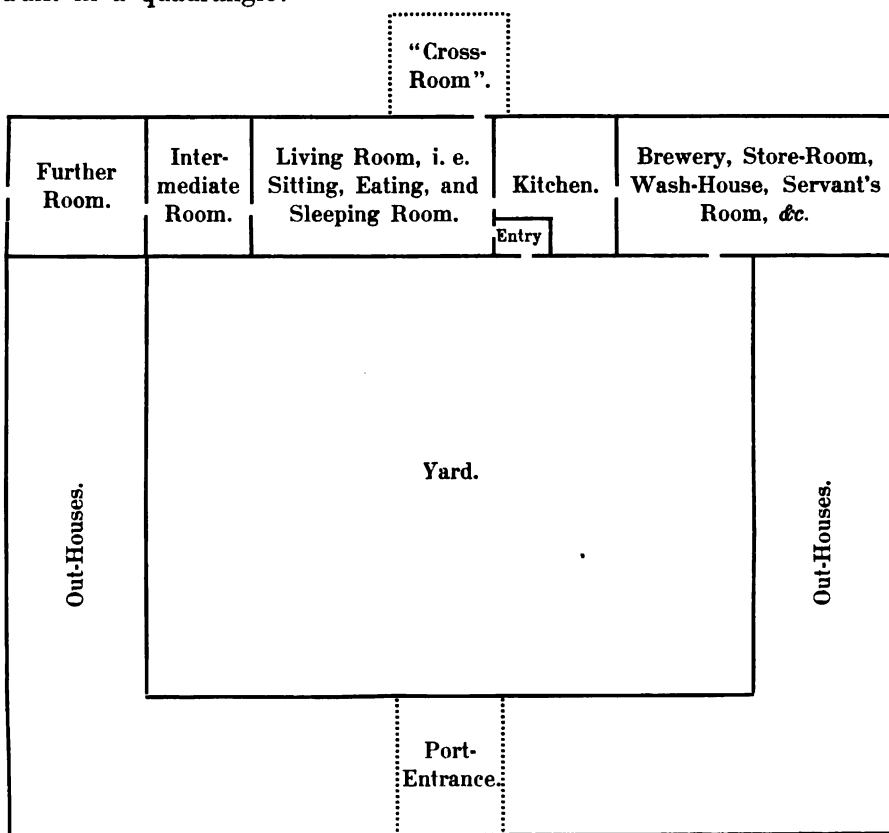 built in a quadrangle:
"Cross-
Room".
Further
Room.
Inter-
mediate
Room.
Living Room, i. e.
Sitting, Eating, and
Sleeping Room.
Kitchen.
Entry
Brewery, Store-Room,
Wash-House, Servant's
Room, &c.
Yard.
Out-Houses.
Out-Houses.
Port-
Entrance.